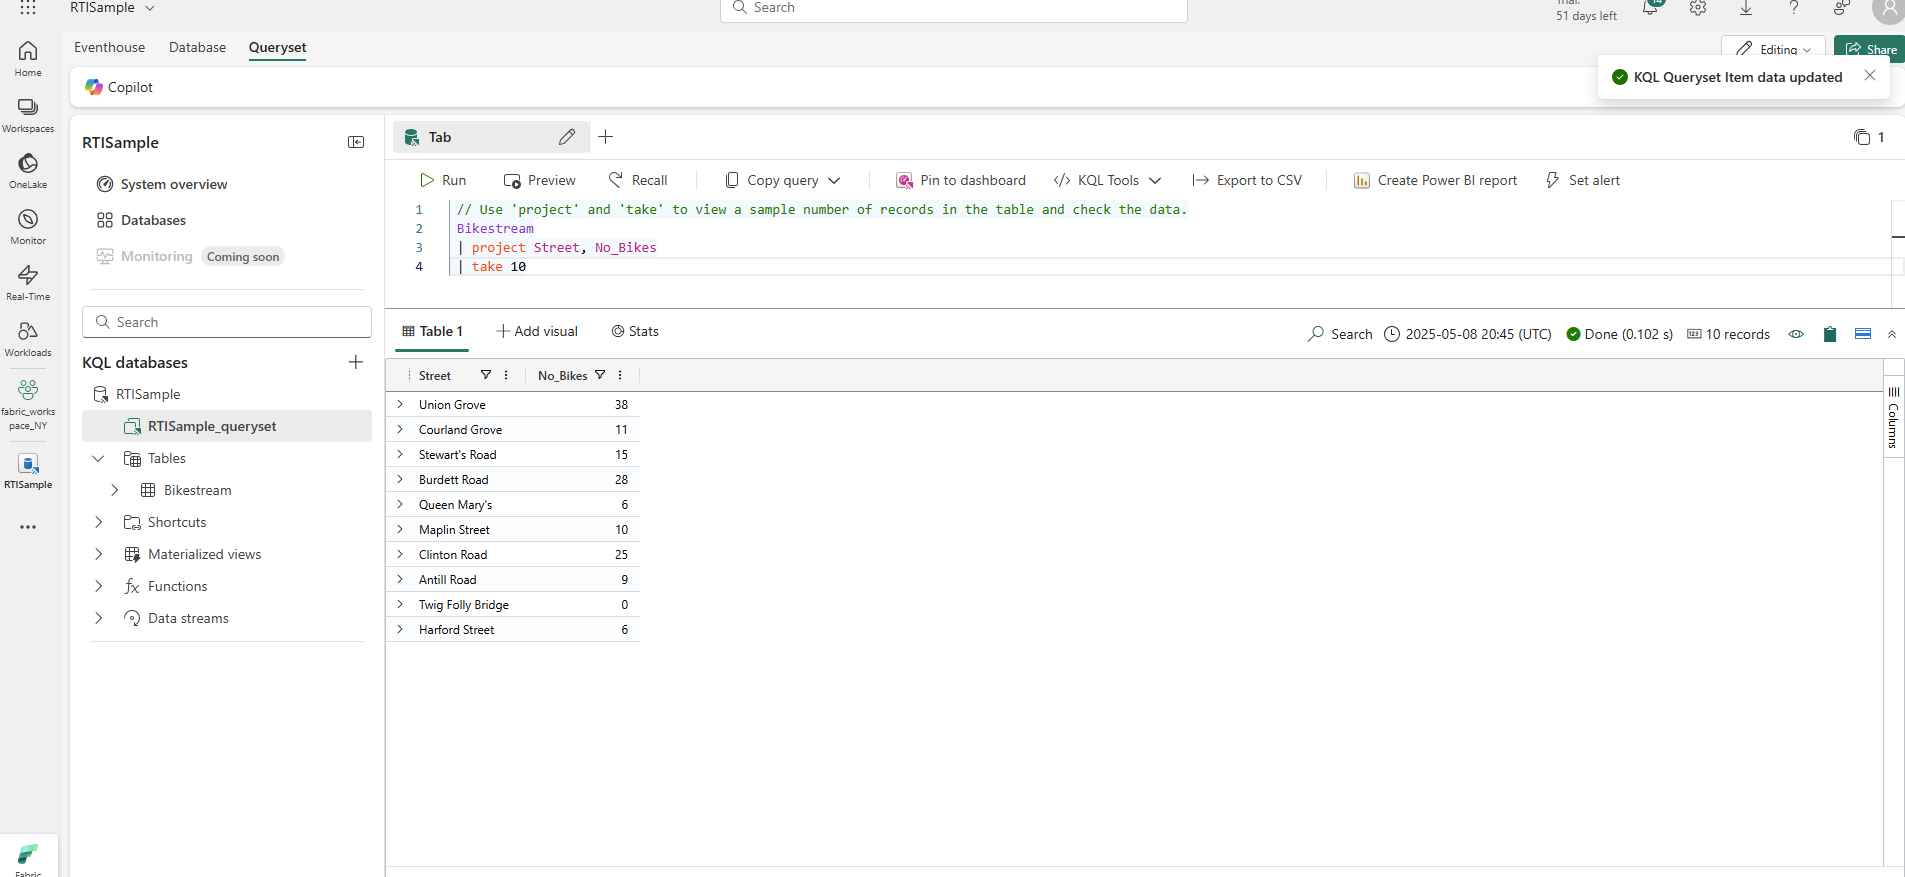 RTISample
Search
Trial:
51 days left
14
Eventhouse Database Queryset
Editing
Share
Home
Copilot
KQL Queryset Item data updated
Workspaces
OneLake
Monitor
Real-Time
Workloads
fabric_works
pace_NY
RTISample
Fabric
RTISample
System overview
Databases
Monitoring Coming soon
Search
KQL databases
RTISample
RTISample_queryset
Tables
Bikestream
Shortcuts
Materialized views
Functions
Data streams
Tab
1
Run Preview Recall Copy query Pin to dashboard KQL Tools Export to CSV Create Power BI report Set alert
1 // Use 'project' and 'take' to view a sample number of records in the table and check the data.
2 Bikestream
3 | project Street, No_Bikes
4 | take 10
Table 1 Add visual Stats Search 2025-05-08 20:45 (UTC) Done (0.102 s) 10 records
Street No_Bikes
Union Grove 38
Courland Grove 11
Stewart's Road 15
Burdett Road 28
Queen Mary's 6
Maplin Street 10
Clinton Road 25
Antill Road 9
Twig Folly Bridge 0
Harford Street 6
Columns